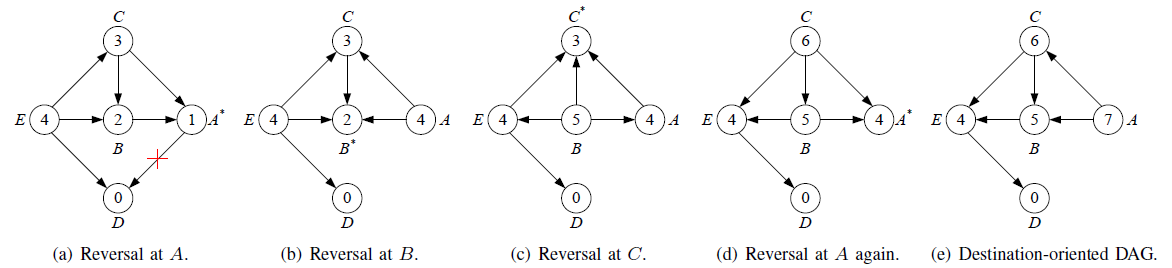 C
3
E 4 2 1 A*
B
0
D
(a) Reversal at A.
C
3
E 4 2 4 A
B*
0
D
(b) Reversal at B.
C*
3
E 4 5 4 A
B
0
D
(c) Reversal at C.
C
6
E 4 5 4 A*
B
0
D
(d) Reversal at A again.
C
6
E 4 5 7 A
B
0
D
(e) Destination-oriented DAG.